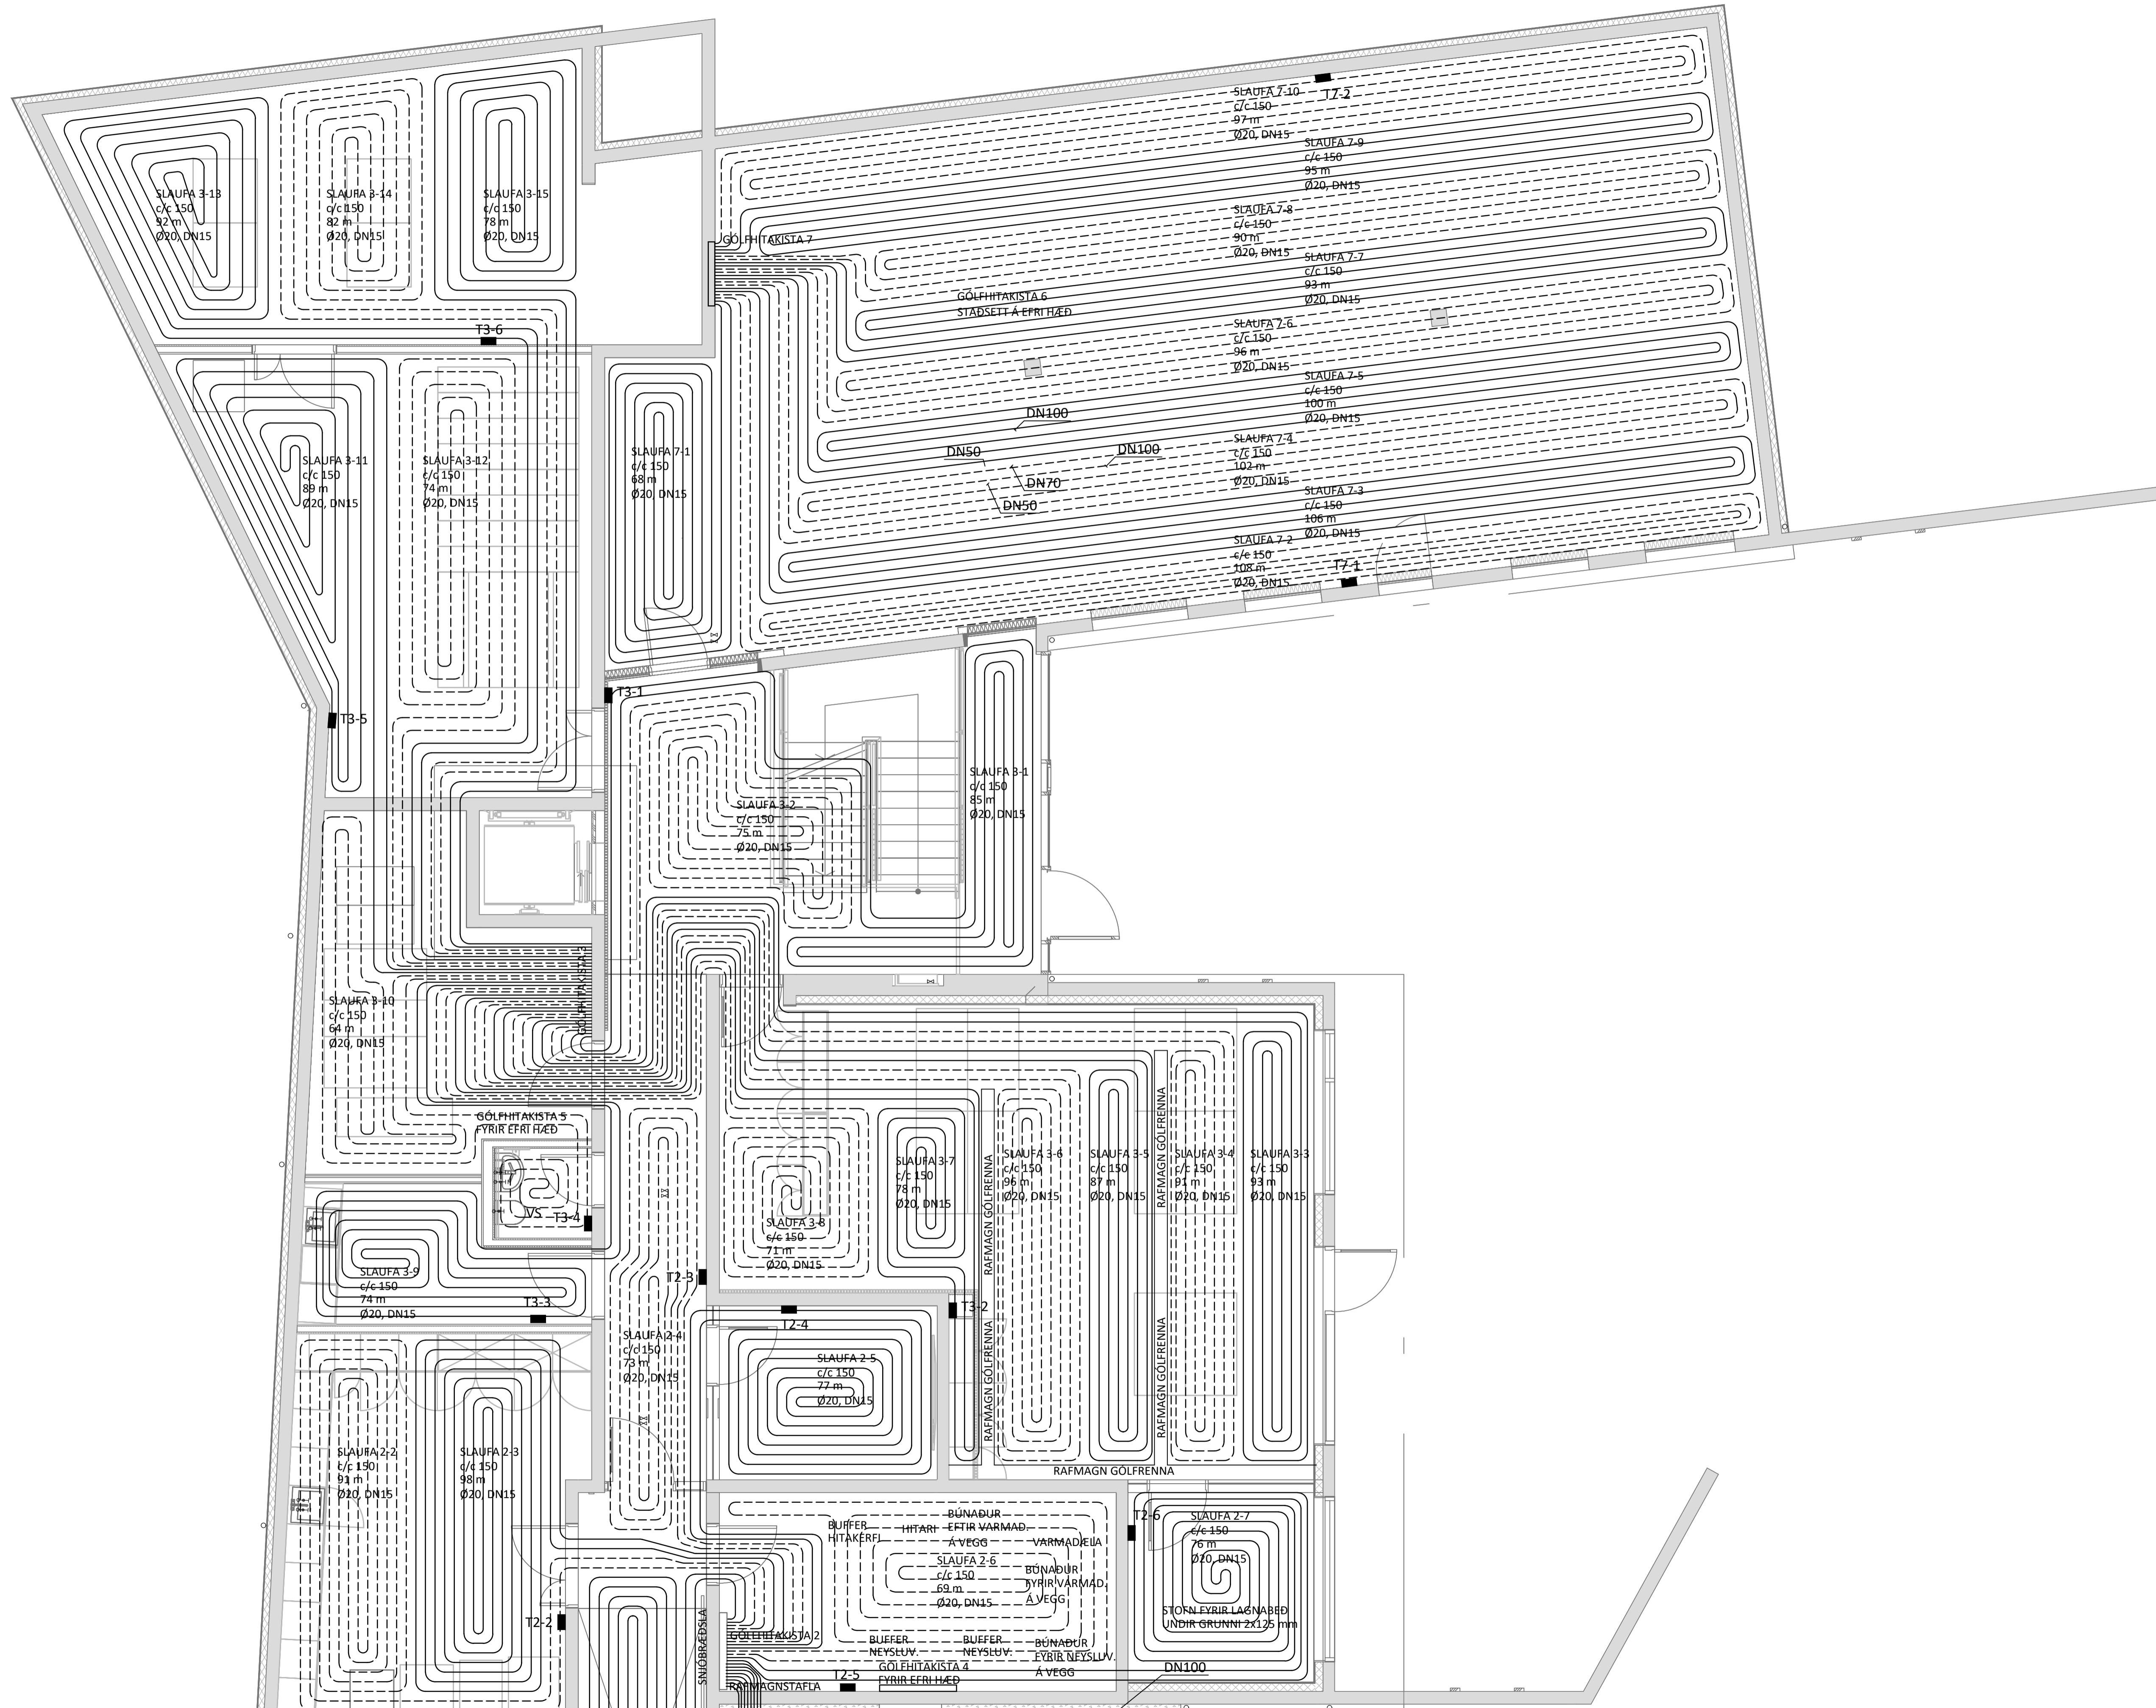 SLAUFA 3-13
c/c 150
92 m
Ø20, DN15
SLAUFA 3-14
c/c 150
82 m
Ø20, DN15
SLAUFA 3-15
c/c 150
78 m
Ø20, DN15
SLAUFA 7-10
c/c 150
97 m
Ø20, DN15
T7-2
SLAUFA 7-9
c/c 150
95 m
Ø20, DN15
SLAUFA 7-8
c/c 150
90 m
Ø20, DN15
GÓLFHITAKISTA 7
SLAUFA 7-7
c/c 150
93 m
Ø20, DN15
GÓLFHITAKISTA 6
STAÐSETT Á EFRI HÆÐ
SLAUFA 7-6
c/c 150
96 m
Ø20, DN15
T3-6
SLAUFA 7-5
c/c 150
100 m
Ø20, DN15
DN100
DN50
DN100
DN70
DN50
SLAUFA 7-4
c/c 150
102 m
Ø20, DN15
SLAUFA 3-11
c/c 150
89 m
Ø20, DN15
SLAUFA 3-12
c/c 150
74 m
Ø20, DN15
SLAUFA 7-1
c/c 150
68 m
Ø20, DN15
SLAUFA 7-3
c/c 150
106 m
Ø20, DN15
SLAUFA 7-2
c/c 150
108 m
Ø20, DN15
T7-1
T3-1
T3-5
SLAUFA 3-1
c/c 150
85 m
Ø20, DN15
SLAUFA 3-2
c/c 150
75 m
Ø20, DN15
GÓLFHITAKISTA 3
SLAUFA 3-10
c/c 150
64 m
Ø20, DN15
GÓLFHITAKISTA 5
FYRIR EFRI HÆÐ
VS
T3-4
SLAUFA 3-7
c/c 150
78 m
Ø20, DN15
RAFMAGN GÓLFRENNA
SLAUFA 3-6
c/c 150
96 m
Ø20, DN15
SLAUFA 3-5
c/c 150
87 m
Ø20, DN15
RAFMAGN GÓLFRENNA
SLAUFA 3-4
c/c 150
91 m
Ø20, DN15
SLAUFA 3-3
c/c 150
93 m
Ø20, DN15
SLAUFA 3-8
c/c 150
71 m
Ø20, DN15
SLAUFA 3-9
c/c 150
74 m
Ø20, DN15
T3-3
T2-3
T2-4
T3-2
RAFMAGN GÓLFRENNA
RAFMAGN GÓLFRENNA
SLAUFA 2-4
c/c 150
73 m
Ø20, DN15
SLAUFA 2-5
c/c 150
77 m
Ø20, DN15
SLAUFA 2-2
c/c 150
91 m
Ø20, DN15
SLAUFA 2-3
c/c 150
98 m
Ø20, DN15
RAFMAGN GÓLFRENNA
BUFFER
HITAKERFI
HITARI
BÚNAÐUR
EFTIR VARMAD.
Á VEGG
VARMADÆLA
T2-6
SLAUFA 2-7
c/c 150
76 m
Ø20, DN15
SLAUFA 2-6
c/c 150
69 m
Ø20, DN15
BÚNAÐUR
FYRIR VARMAD.
Á VEGG
STOFN FYRIR LAGNABEÐ
UNDIR GRUNNI 2x125 mm
T2-2
SNJÓBRÆÐSLA
GÓLFHITAKISTA 2
BUFFER
NEYSLUV.
BUFFER
NEYSLUV.
BÚNAÐUR
FYRIR NEYSLUV.
Á VEGG
GÓLFHITAKISTA 4
FYRIR EFRI HÆÐ
T2-5
RAFMAGNSTAFLA
DN100